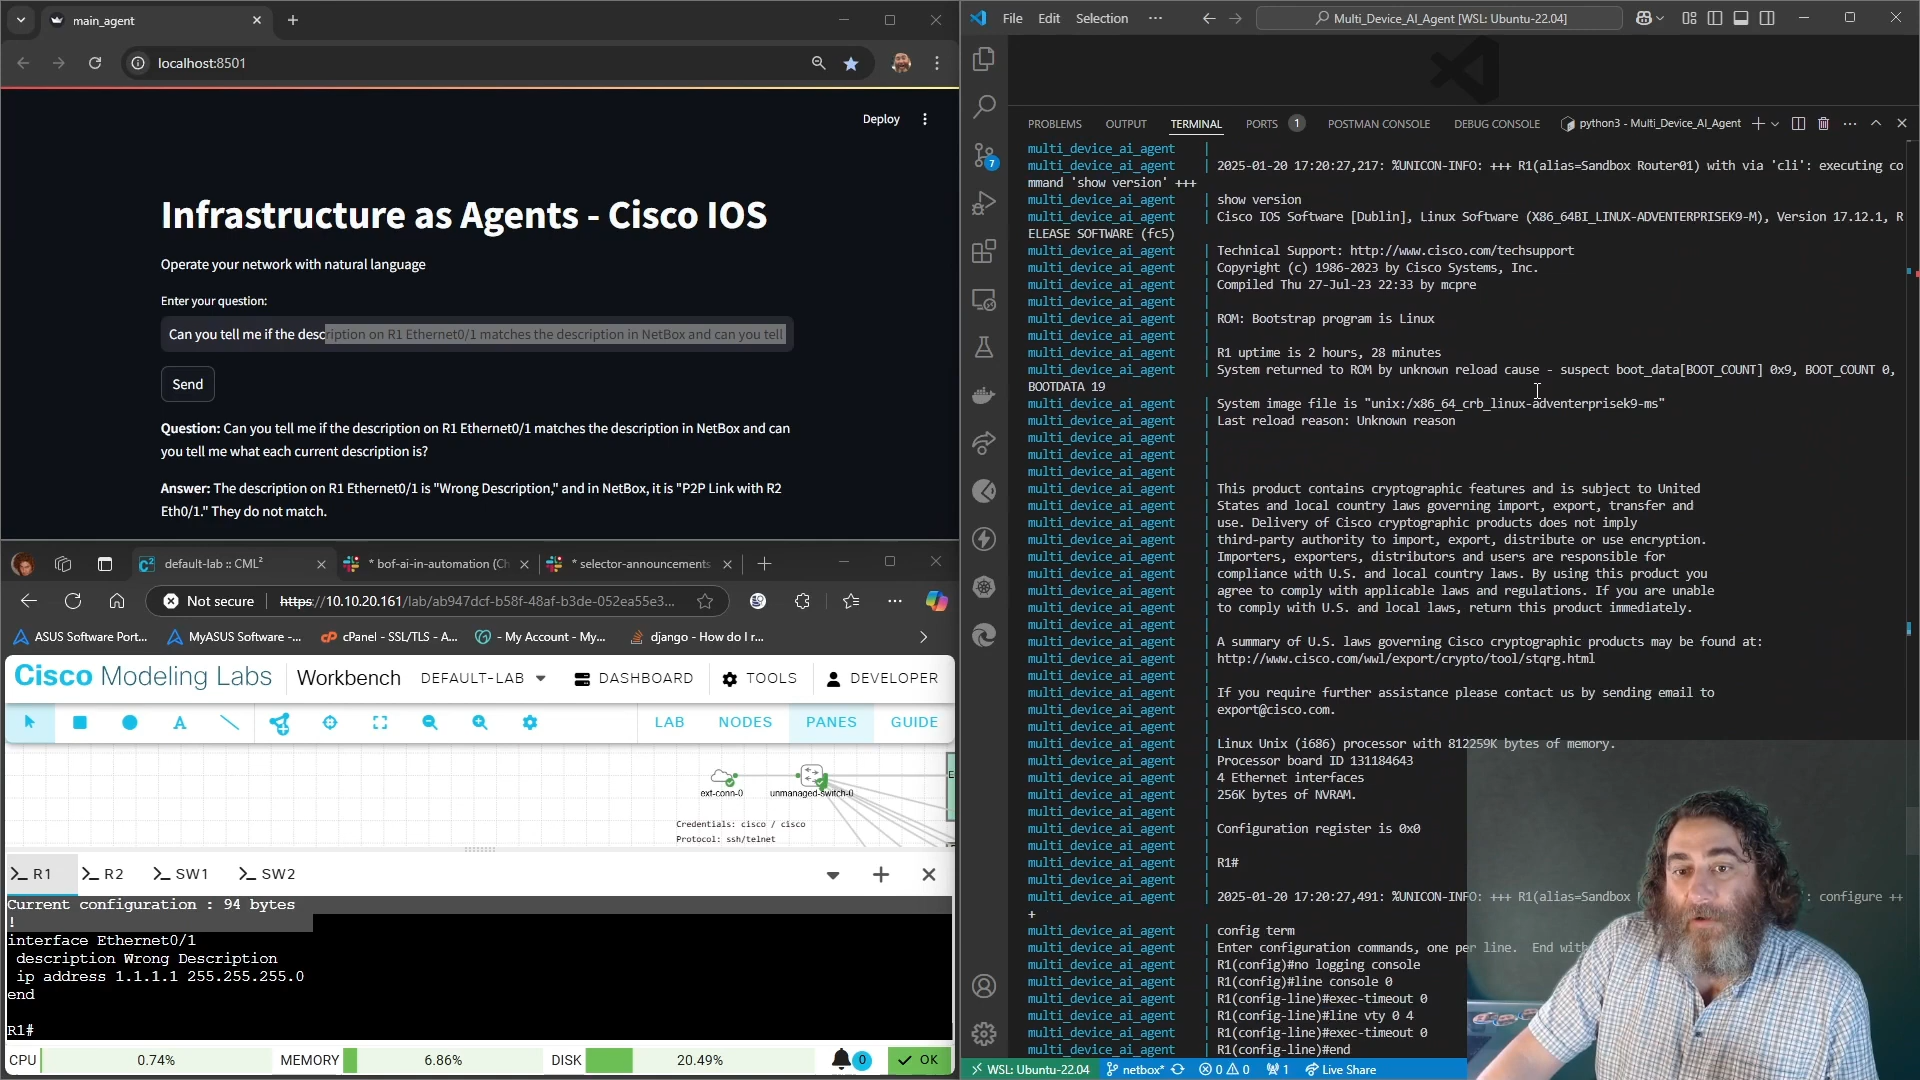 main_agent
localhost:8501
Deploy
Infrastructure as Agents - Cisco IOS
Operate your network with natural language
Enter your question:
Can you tell me if the description on R1 Ethernet0/1 matches the description in NetBox and can you tell
Send
Question: Can you tell me if the description on R1 Ethernet0/1 matches the description in NetBox and can
you tell me what each current description is?
Answer: The description on R1 Ethernet0/1 is "Wrong Description," and in NetBox, it is "P2P Link with R2
Eth0/1." They do not match.
default-lab :: CML²
* bof-ai-in-automation (Ch
* selector-announcements
Not secure
https://10.10.20.161/lab/ab947dcf-b58f-48af-b3de-052ea55e3...
ASUS Software Port...
MyASUS Software -...
cPanel - SSL/TLS - A...
- My Account - My...
django - How do I r...
Cisco Modeling Labs
Workbench
DEFAULT-LAB
DASHBOARD
TOOLS
DEVELOPER
LAB
NODES
PANES
GUIDE
ext-conn-0
unmanaged-switch-0
Credentials: cisco / cisco
Protocol: ssh/telnet
R1
R2
SW1
SW2
Current configuration : 94 bytes
!
interface Ethernet0/1
description Wrong Description
ip address 1.1.1.1 255.255.255.0
end
R1#
CPU
0.74%
MEMORY
6.86%
DISK
20.49%
0
OK
File
Edit
Selection
Multi_Device_AI_Agent [WSL: Ubuntu-22.04]
7
PROBLEMS
OUTPUT
TERMINAL
PORTS
1
POSTMAN CONSOLE
DEBUG CONSOLE
python3 - Multi_Device_AI_Agent
multi_device_ai_agent |
multi_device_ai_agent | 2025-01-20 17:20:27,217: %UNICON-INFO: +++ R1(alias=Sandbox Router01) with via 'cli': executing co
mmand 'show version' +++
multi_device_ai_agent | show version
multi_device_ai_agent | Cisco IOS Software [Dublin], Linux Software (X86_64BI_LINUX-ADVENTERPRISEK9-M), Version 17.12.1, R
ELEASE SOFTWARE (fc5)
multi_device_ai_agent | Technical Support: http://www.cisco.com/techsupport
multi_device_ai_agent | Copyright (c) 1986-2023 by Cisco Systems, Inc.
multi_device_ai_agent | Compiled Thu 27-Jul-23 22:33 by mcpre
multi_device_ai_agent |
multi_device_ai_agent | ROM: Bootstrap program is Linux
multi_device_ai_agent |
multi_device_ai_agent | R1 uptime is 2 hours, 28 minutes
multi_device_ai_agent | System returned to ROM by unknown reload cause - suspect boot_data[BOOT_COUNT] 0x9, BOOT_COUNT 0,
BOOTDATA 19
multi_device_ai_agent | System image file is "unix:/x86_64_crb_linux-adventerprisek9-ms"
multi_device_ai_agent | Last reload reason: Unknown reason
multi_device_ai_agent |
multi_device_ai_agent |
multi_device_ai_agent |
multi_device_ai_agent | This product contains cryptographic features and is subject to United
multi_device_ai_agent | States and local country laws governing import, export, transfer and
multi_device_ai_agent | use. Delivery of Cisco cryptographic products does not imply
multi_device_ai_agent | third-party authority to import, export, distribute or use encryption.
multi_device_ai_agent | Importers, exporters, distributors and users are responsible for
multi_device_ai_agent | compliance with U.S. and local country laws. By using this product you
multi_device_ai_agent | agree to comply with applicable laws and regulations. If you are unable
multi_device_ai_agent | to comply with U.S. and local laws, return this product immediately.
multi_device_ai_agent |
multi_device_ai_agent | A summary of U.S. laws governing Cisco cryptographic products may be found at:
multi_device_ai_agent | http://www.cisco.com/wwl/export/crypto/tool/stqrg.html
multi_device_ai_agent |
multi_device_ai_agent | If you require further assistance please contact us by sending email to
multi_device_ai_agent | export@cisco.com.
multi_device_ai_agent |
multi_device_ai_agent | Linux Unix (i686) processor with 812259K bytes of memory.
multi_device_ai_agent | Processor board ID 131184643
multi_device_ai_agent | 4 Ethernet interfaces
multi_device_ai_agent | 256K bytes of NVRAM.
multi_device_ai_agent |
multi_device_ai_agent | Configuration register is 0x0
multi_device_ai_agent |
multi_device_ai_agent | R1#
multi_device_ai_agent |
multi_device_ai_agent | 2025-01-20 17:20:27,491: %UNICON-INFO: +++ R1(alias=Sandbox : configure ++
+
multi_device_ai_agent | config term
multi_device_ai_agent | Enter configuration commands, one per line. End with
multi_device_ai_agent | R1(config)#no logging console
multi_device_ai_agent | R1(config)#line console 0
multi_device_ai_agent | R1(config-line)#exec-timeout 0
multi_device_ai_agent | R1(config-line)#line vty 0 4
multi_device_ai_agent | R1(config-line)#exec-timeout 0
multi_device_ai_agent | R1(config-line)#end
WSL: Ubuntu-22.04
netbox*
0
0
1
Live Share